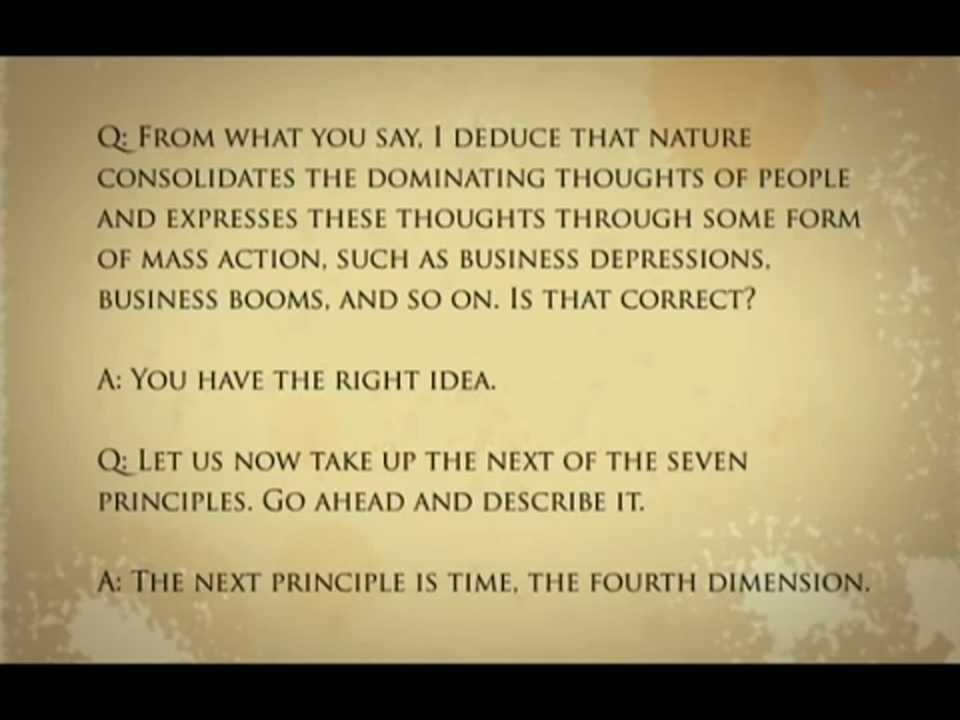 Q: From what you say, I deduce that nature
consolidates the dominating thoughts of people
and expresses these thoughts through some form
of mass action, such as business depressions,
business booms, and so on. Is that correct?
A: You have the right idea.
Q: Let us now take up the next of the seven
principles. Go ahead and describe it.
A: The next principle is time, the fourth dimension.